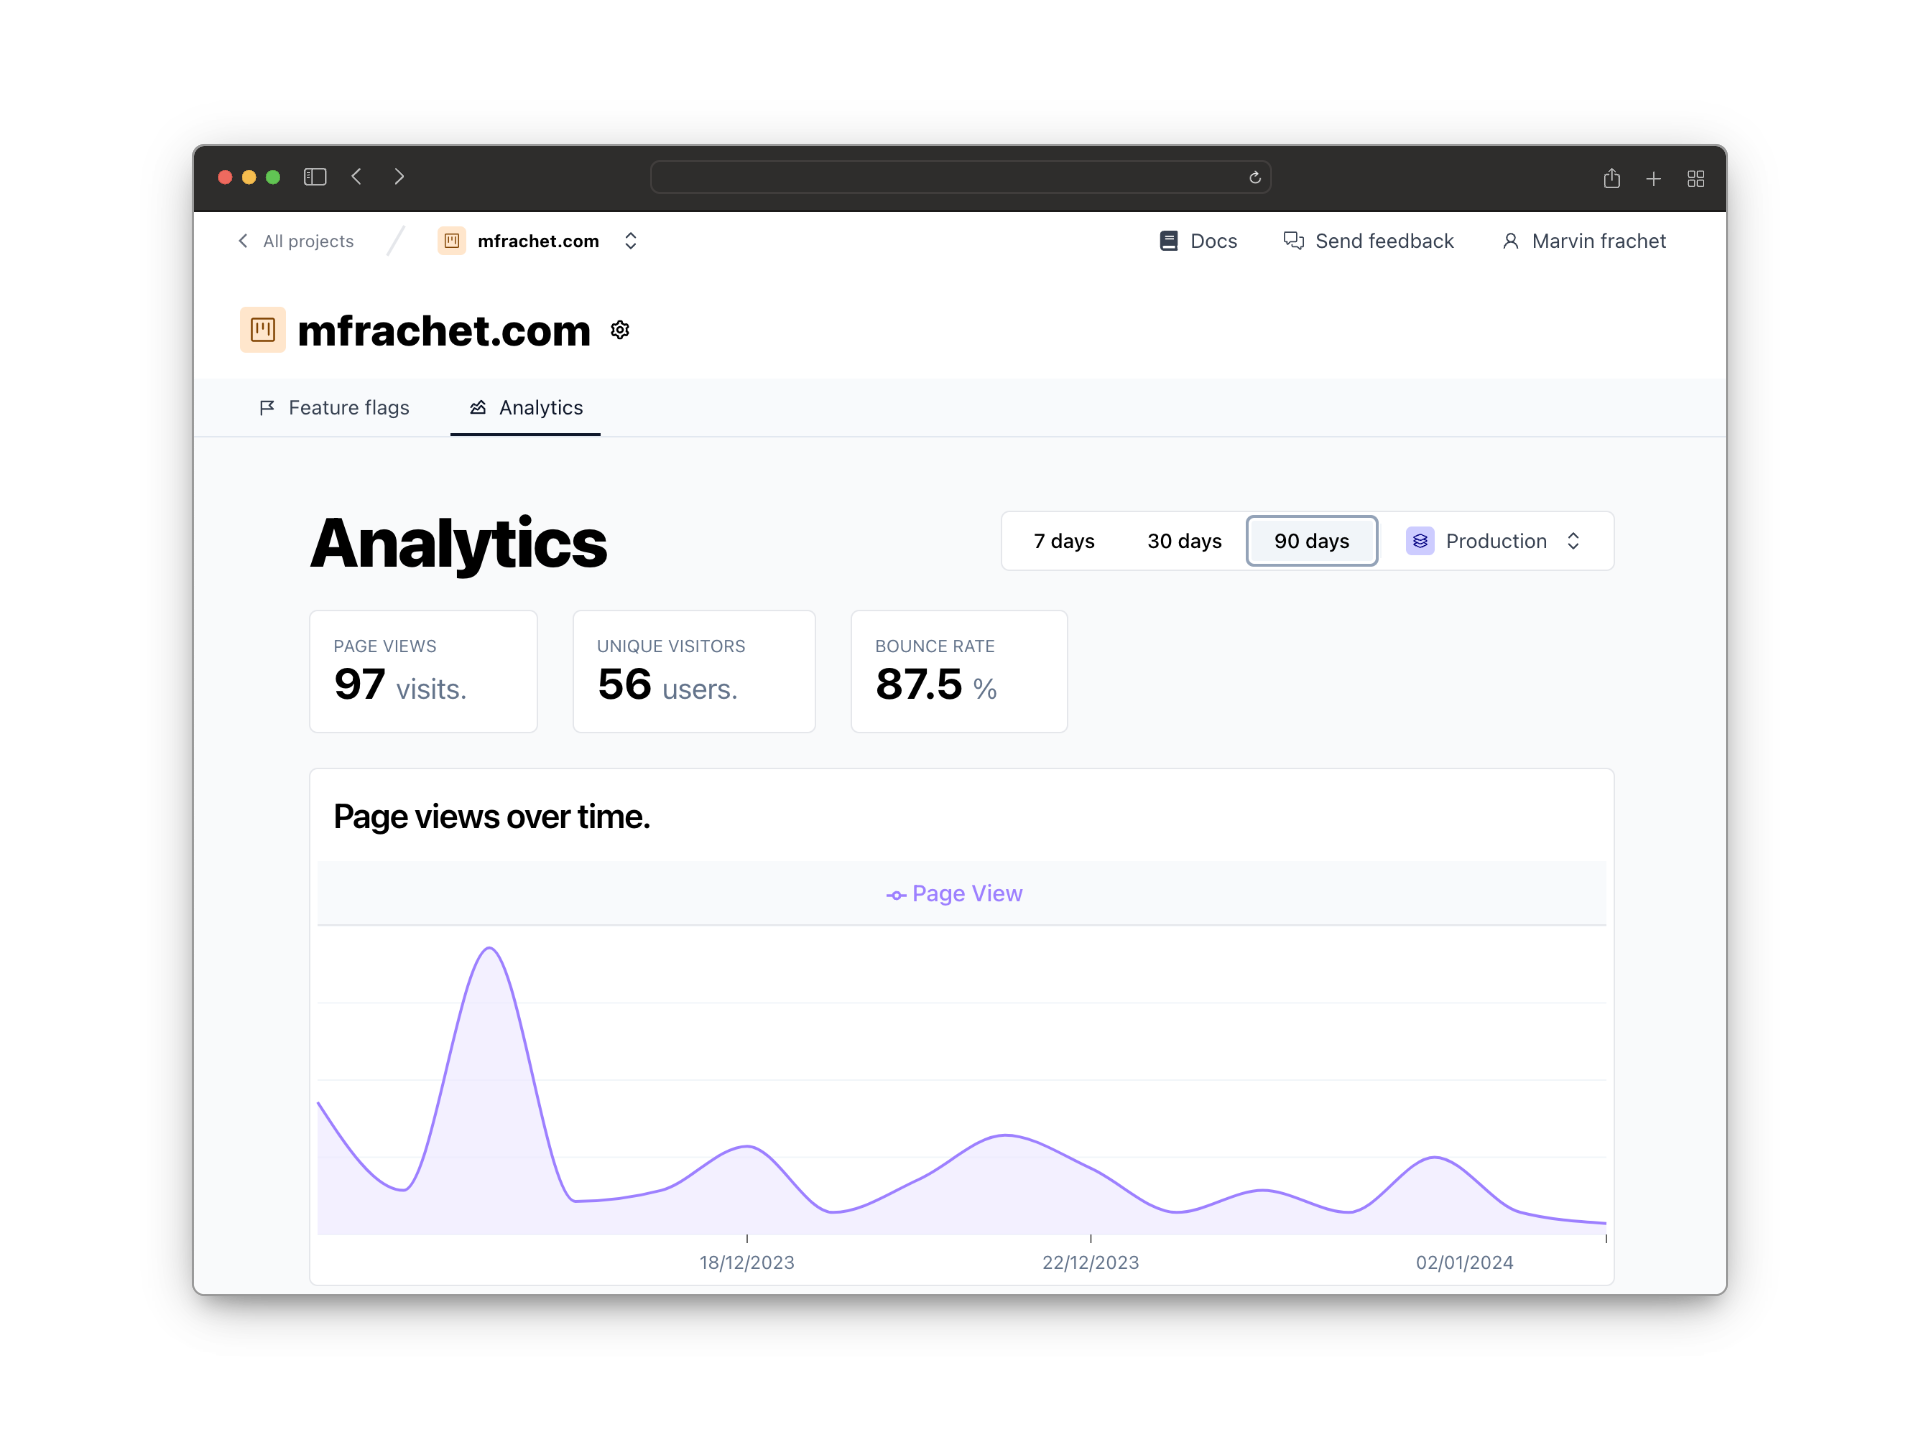 All projects
mfrachet.com
Docs
Send feedback
Marvin frachet
mfrachet.com
Feature flags
Analytics
Analytics
7 days
30 days
90 days
Production
PAGE VIEWS
97 visits.
UNIQUE VISITORS
56 users.
BOUNCE RATE
87.5 %
Page views over time.
Page View
18/12/2023
22/12/2023
02/01/2024